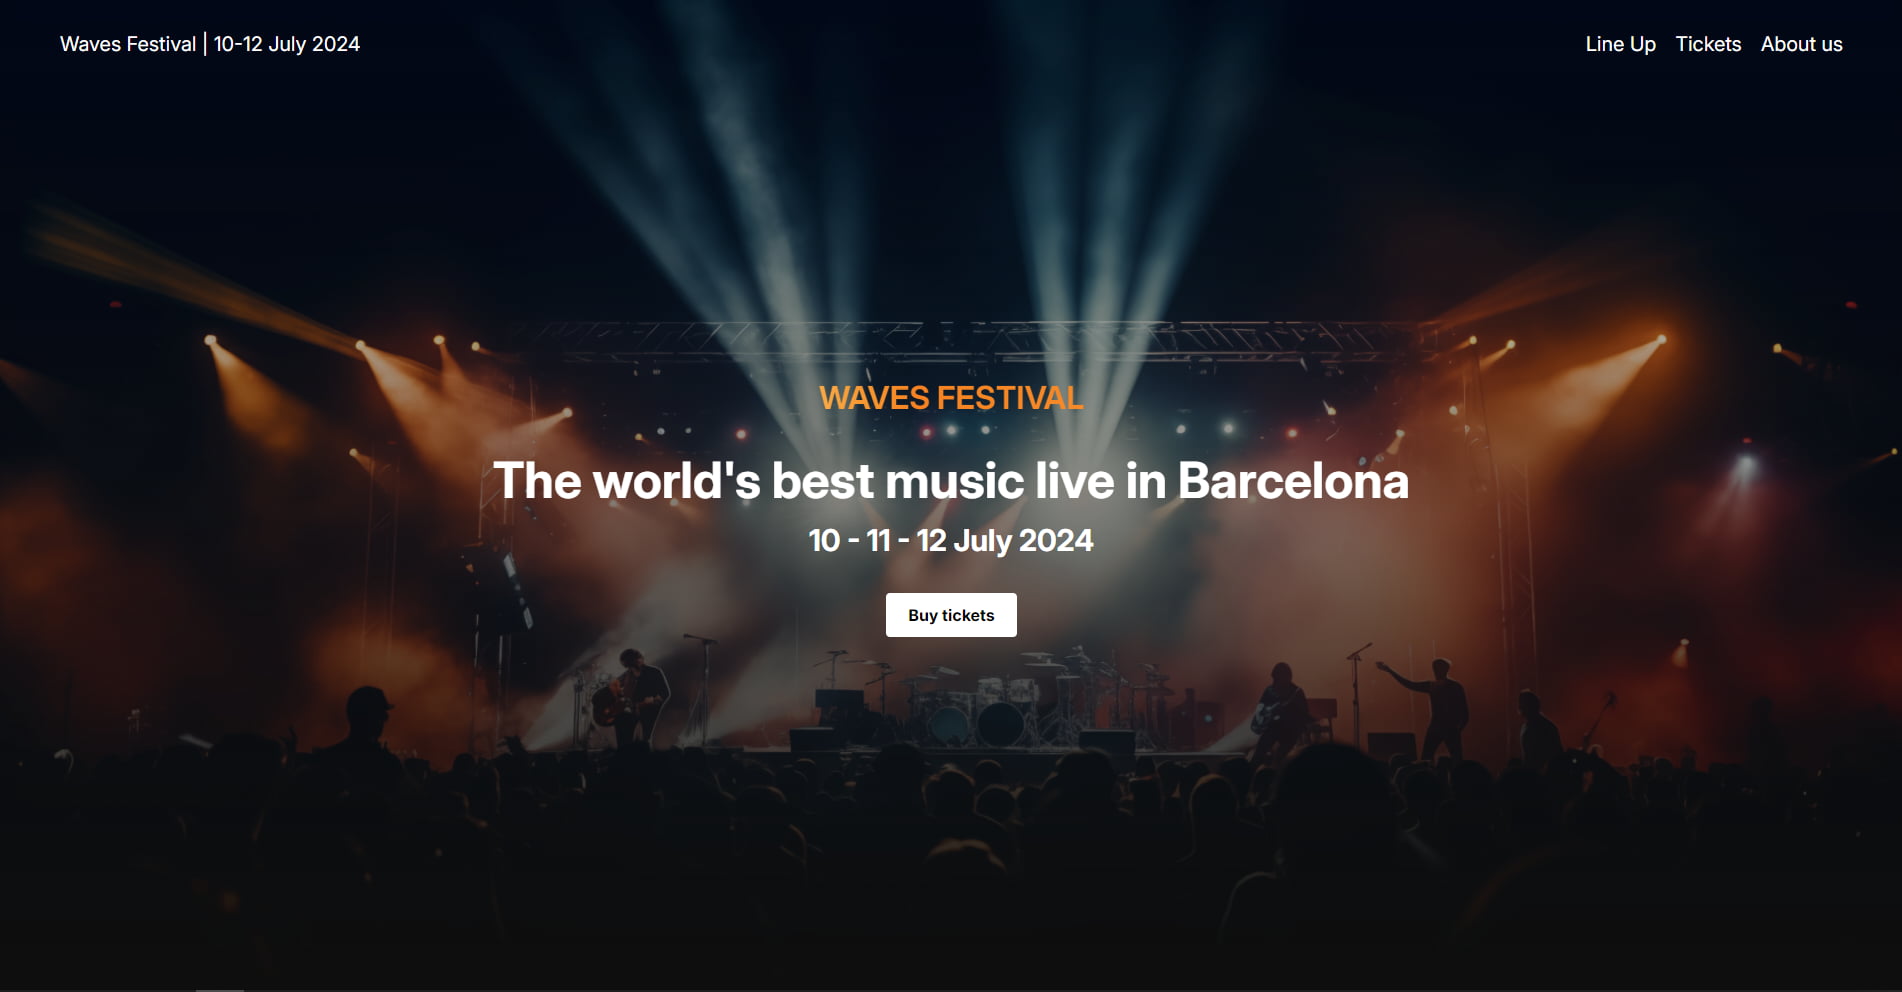 Waves Festival | 10-12 July 2024
Line Up Tickets About us
WAVES FESTIVAL
The world's best music live in Barcelona
10 - 11 - 12 July 2024
Buy tickets